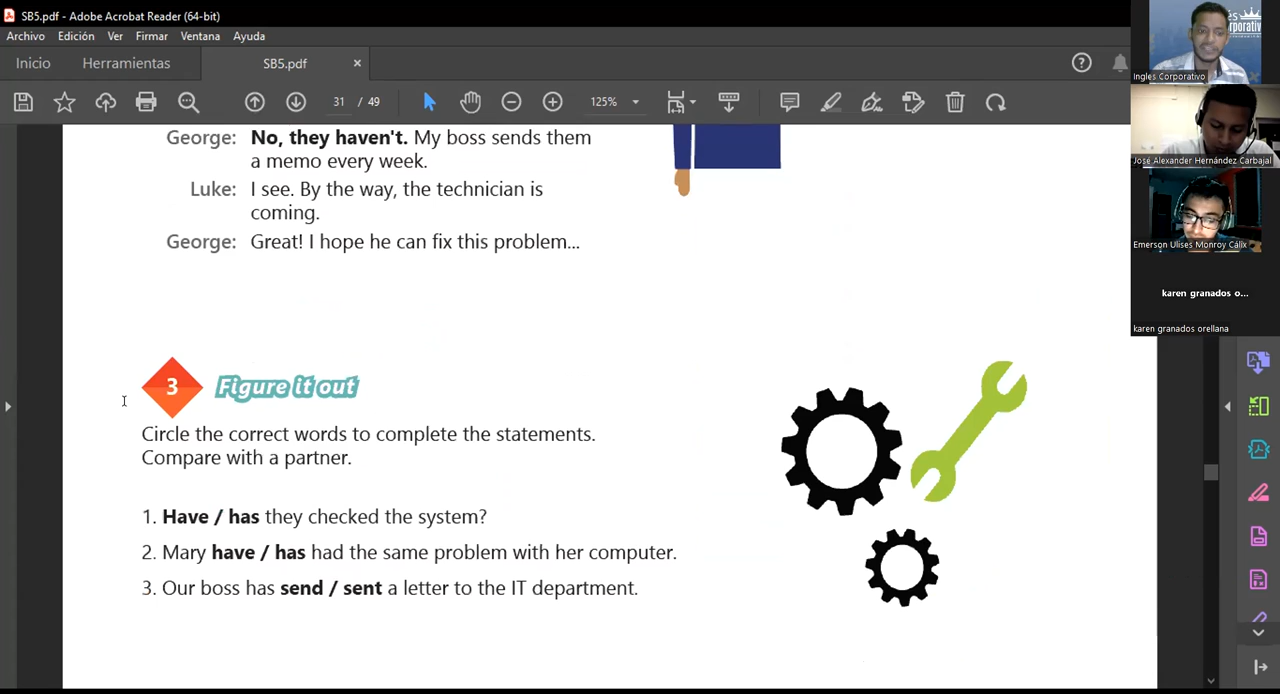 SB5.pdf - Adobe Acrobat Reader (64-bit)
Archivo Edición Ver Firmar Ventana Ayuda
Inicio Herramientas SB5.pdf ×
31 / 49 125%
George: No, they haven't. My boss sends them
a memo every week.
Luke: I see. By the way, the technician is
coming.
George: Great! I hope he can fix this problem...
3 Figure it out
Circle the correct words to complete the statements.
Compare with a partner.
1. Have / has they checked the system?
2. Mary have / has had the same problem with her computer.
3. Our boss has send / sent a letter to the IT department.
Ingles Corporativo
José Alexander Hernández Carbajal
Emerson Ulises Monroy Cálix
karen granados o...
karen granados orellana